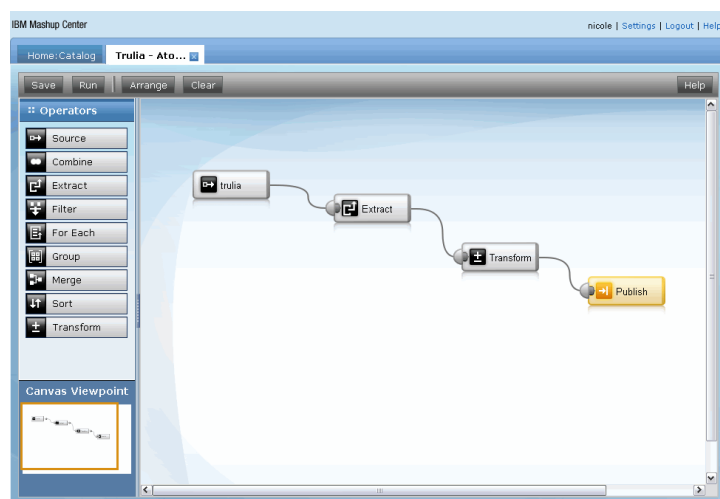 IBM Mashup Center
nicole | Settings | Logout | Help
Home:Catalog
Trulia - Ato...
Save Run Arrange Clear Help
Operators
Source
Combine
Extract
Filter
For Each
Group
Merge
Sort
Transform
trulia
Extract
Transform
Publish
Canvas Viewpoint